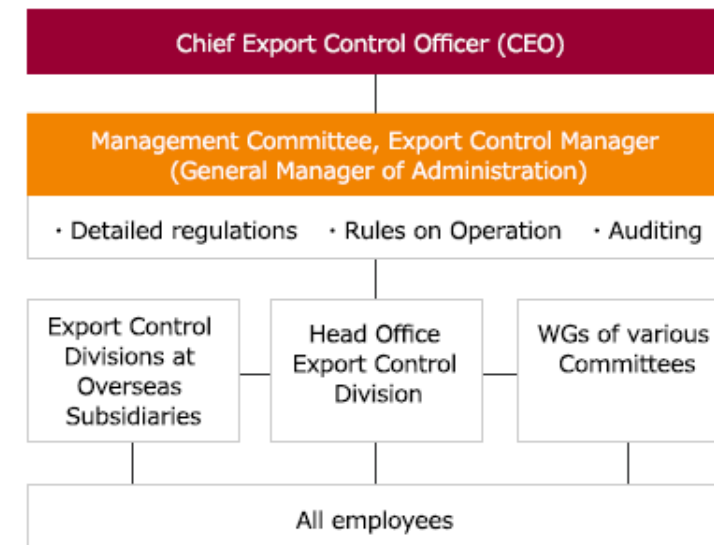 Chief Export Control Officer (CEO)
Management Committee, Export Control Manager
(General Manager of Administration)
・Detailed regulations ・Rules on Operation ・Auditing
Export Control
Divisions at
Overseas
Subsidiaries
Head Office
Export Control
Division
WGs of various
Committees
All employees